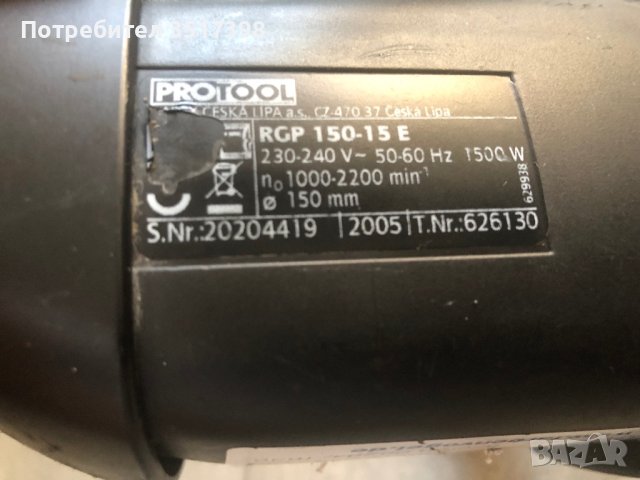 Потребител 8517308
PROTOOL
ČESKÁ LÍPA a.s., CZ-470 37 Česká Lípa
RGP 150-15 E
230-240 V~ 50-60 Hz 1500 W
n₀ 1000-2200 min⁻¹
ø 150 mm
S.Nr.:20204419 | 2005 | T.Nr.:626130
629938
BAZAR